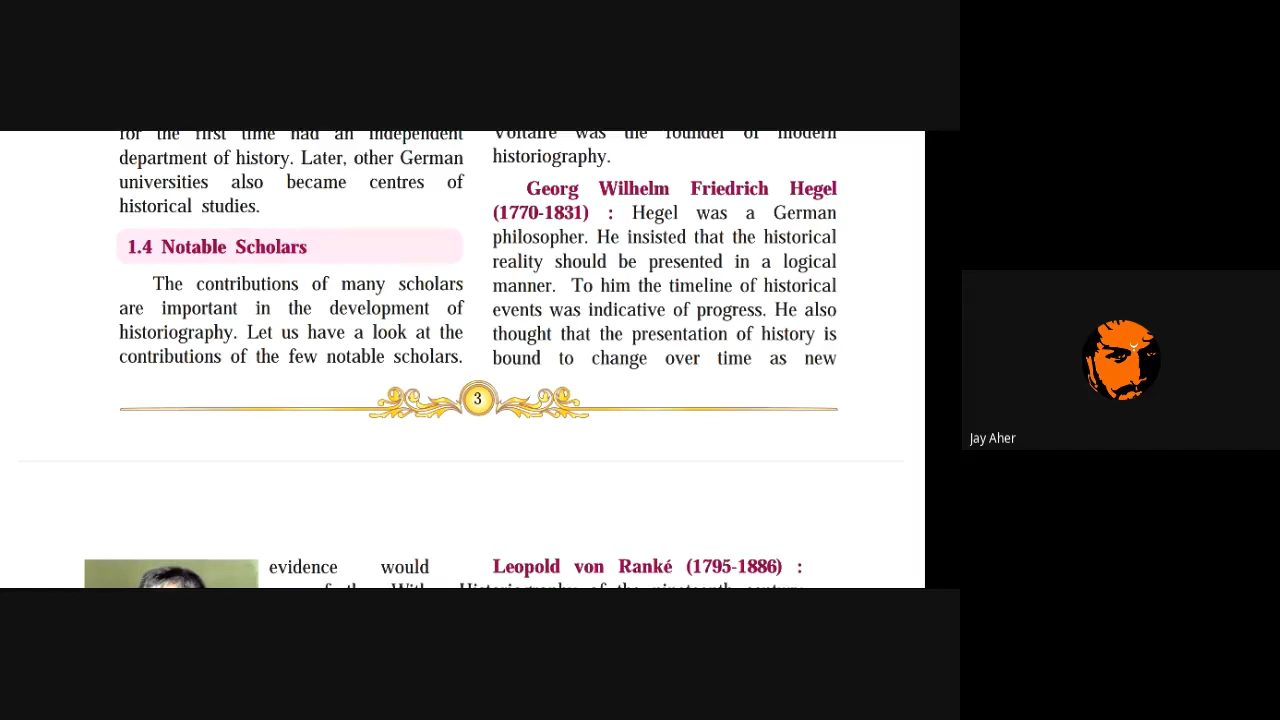 for the first time had an independent
department of history. Later, other German
universities also became centres of
historical studies.
1.4 Notable Scholars
The contributions of many scholars
are important in the development of
historiography. Let us have a look at the
contributions of the few notable scholars.
Voltaire was the founder of modern
historiography.
Georg Wilhelm Friedrich Hegel
(1770-1831) : Hegel was a German
philosopher. He insisted that the historical
reality should be presented in a logical
manner. To him the timeline of historical
events was indicative of progress. He also
thought that the presentation of history is
bound to change over time as new
3
evidence would
Leopold von Ranké (1795-1886) :
Historiography of the nineteenth century
Jay Aher